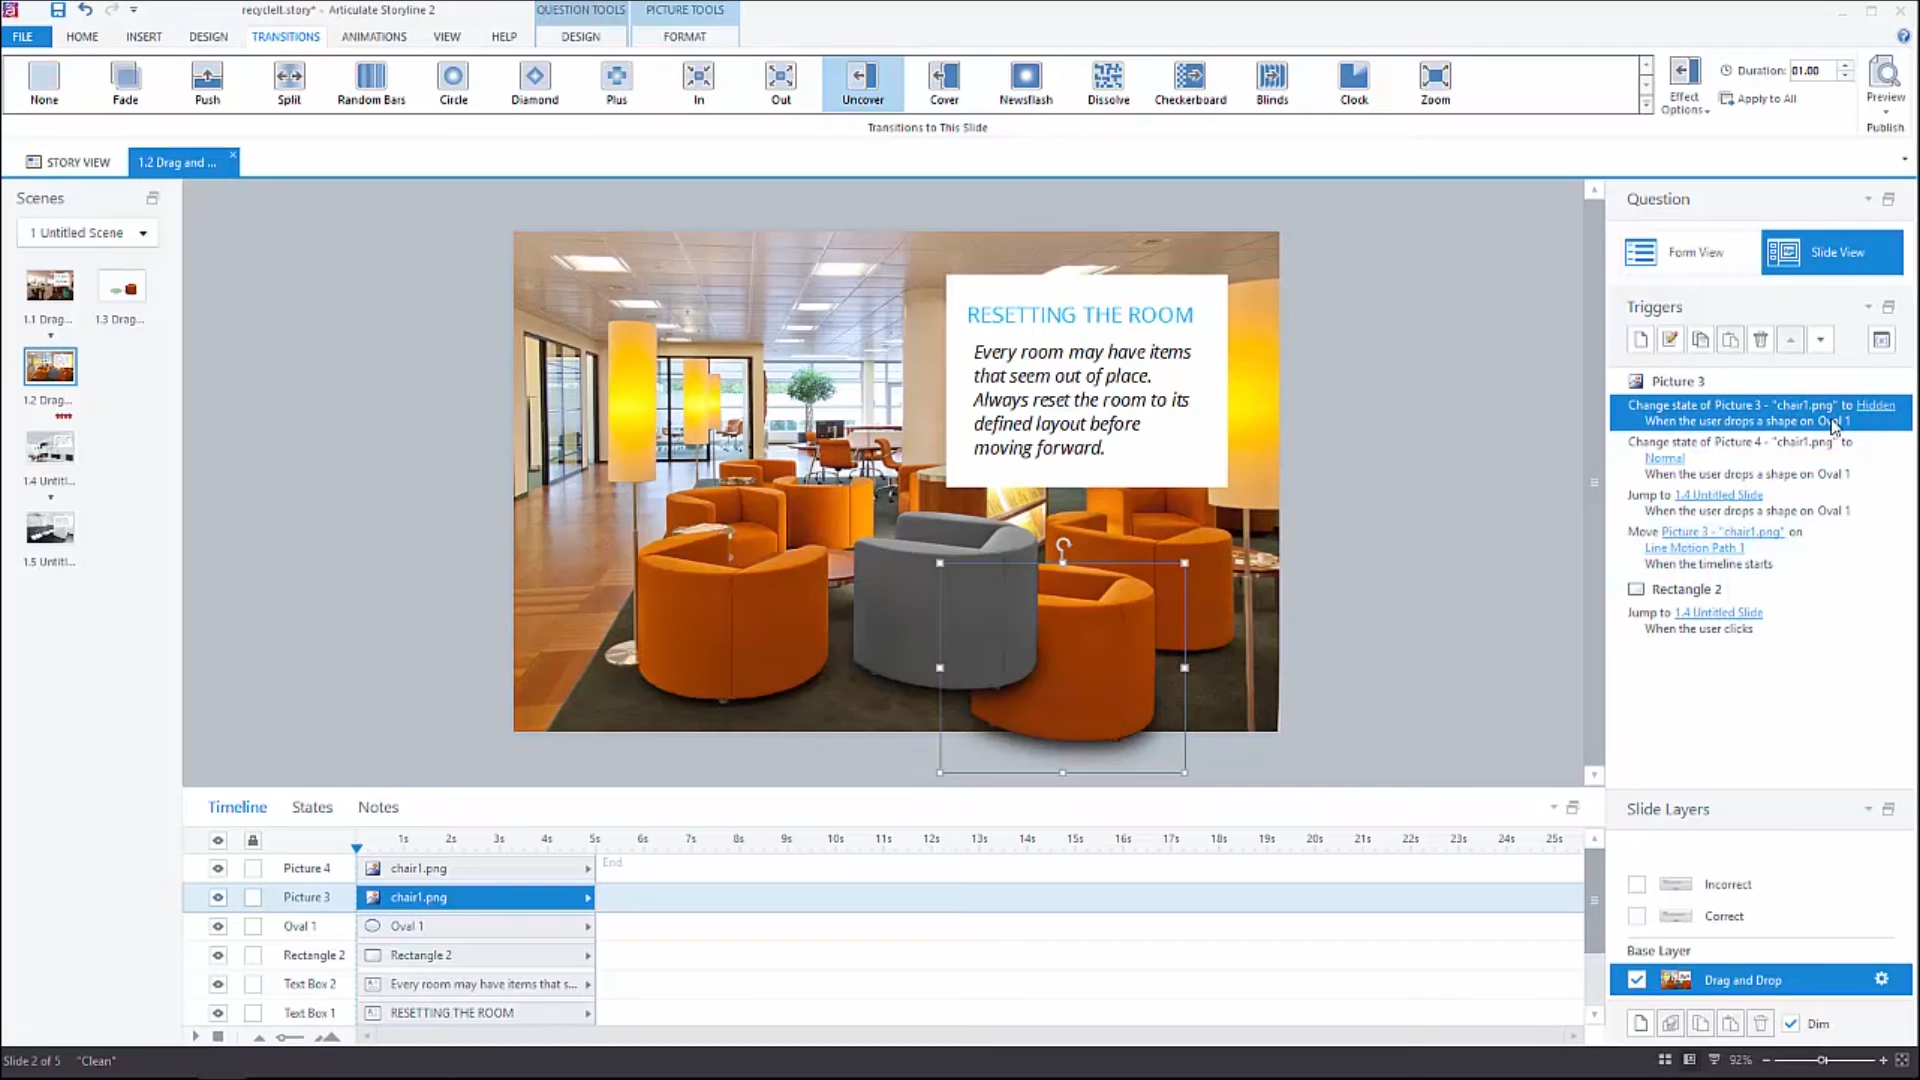 recycleIt.story* - Articulate Storyline 2
QUESTION TOOLS
PICTURE TOOLS
FILE
HOME
INSERT
DESIGN
TRANSITIONS
ANIMATIONS
VIEW
HELP
DESIGN
FORMAT
None
Fade
Push
Split
Random Bars
Circle
Diamond
Plus
In
Out
Uncover
Cover
Newsflash
Dissolve
Checkerboard
Blinds
Clock
Zoom
Effect
Options
Duration: 01.00
Apply to All
Preview
Transitions to This Slide
Publish
STORY VIEW
1.2 Drag and ...
Scenes
1 Untitled Scene
1.1 Drag...
1.3 Drag...
1.2 Drag...
1.4 Untitl...
1.5 Untitl...
RESETTING THE ROOM
Every room may have items
that seem out of place.
Always reset the room to its
defined layout before
moving forward.
Question
Form View
Slide View
Triggers
Picture 3
Change state of Picture 3 - "chair1.png" to Hidden
When the user drops a shape on Oval 1
Change state of Picture 4 - "chair1.png" to
Normal
When the user drops a shape on Oval 1
Jump to 1.4 Untitled Slide
When the user drops a shape on Oval 1
Move Picture 3 - "chair1.png" on
Line Motion Path 1
When the timeline starts
Rectangle 2
Jump to 1.4 Untitled Slide
When the user clicks
Timeline
States
Notes
1s 2s 3s 4s 5s 6s 7s 8s 9s 10s 11s 12s 13s 14s 15s 16s 17s 18s 19s 20s 21s 22s 23s 24s 25s
Picture 4 chair1.png End
Picture 3 chair1.png
Oval 1 Oval 1
Rectangle 2 Rectangle 2
Text Box 2 Every room may have items that s...
Text Box 1 RESETTING THE ROOM
Slide Layers
Incorrect
Correct
Base Layer
Drag and Drop
Dim
Slide 2 of 5 "Clean"
92%